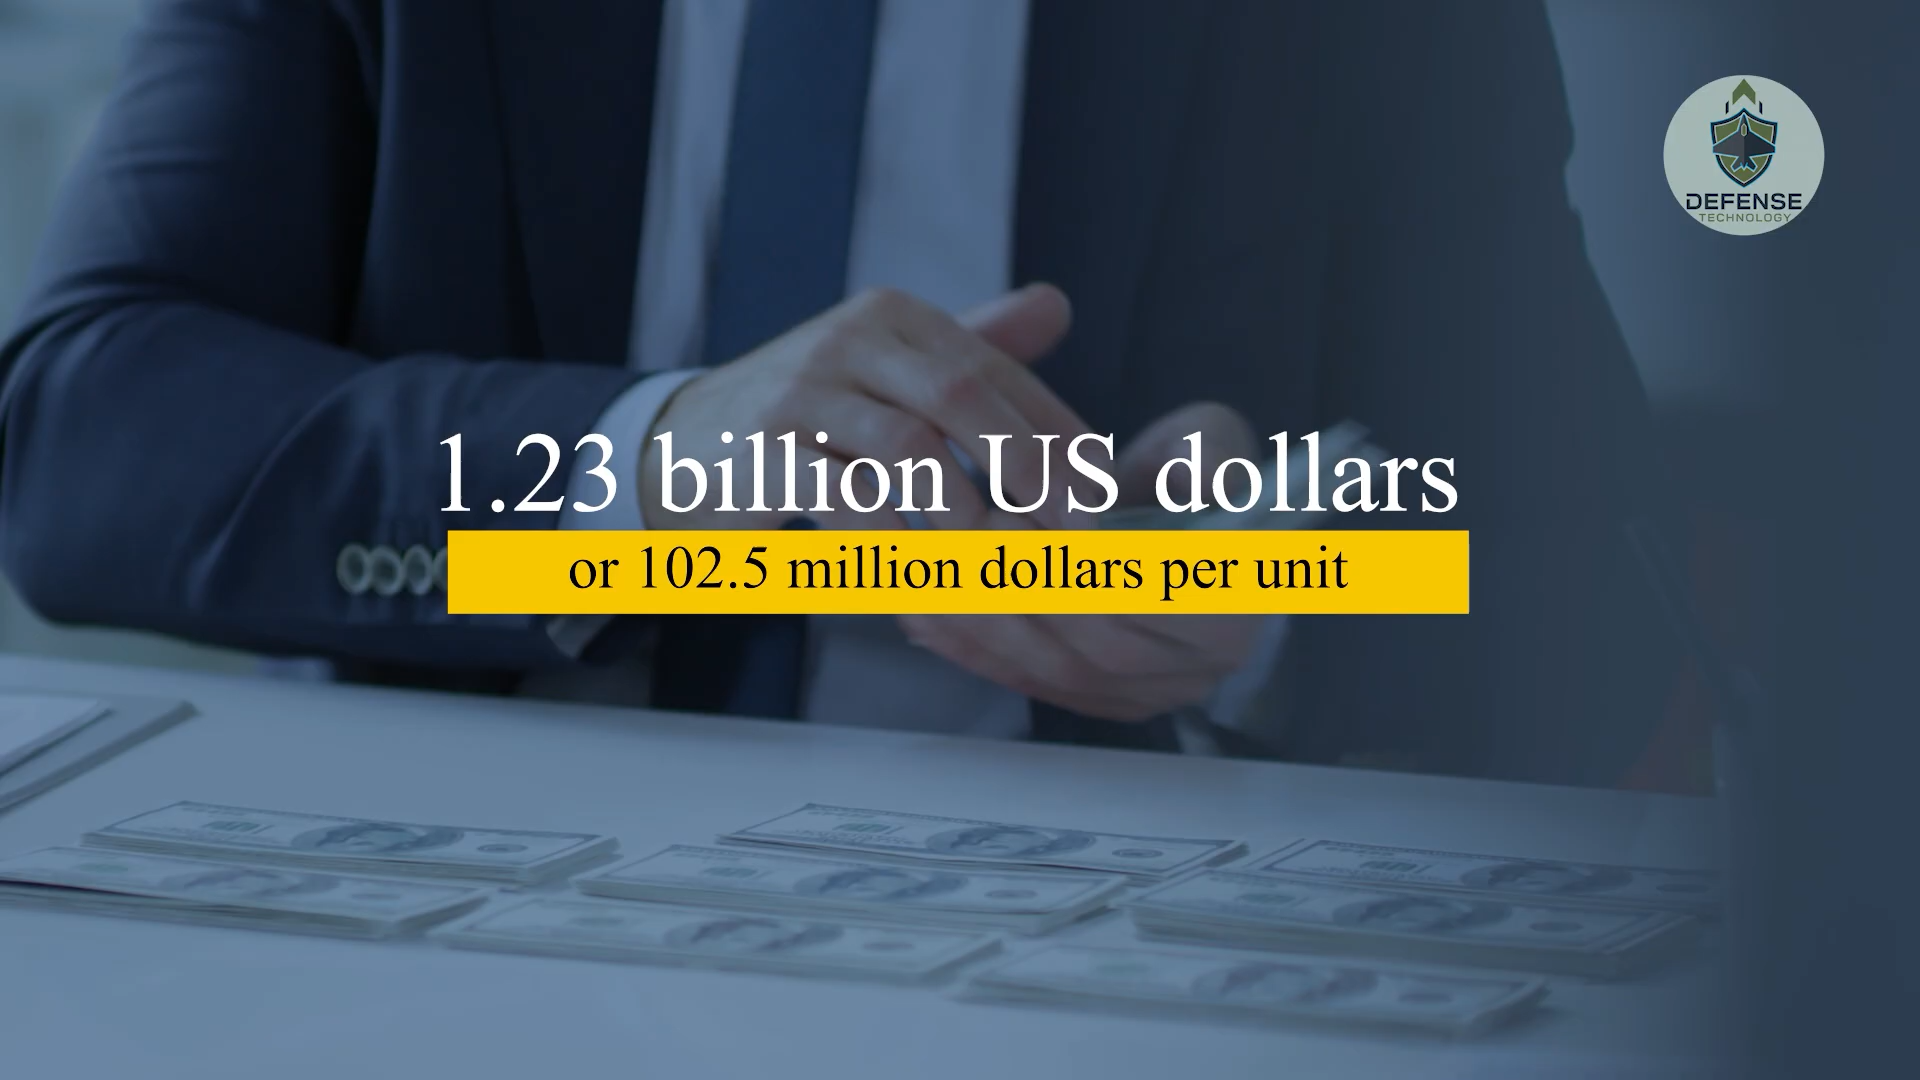 DEFENSE
TECHNOLOGY
1.23 billion US dollars
or 102.5 million dollars per unit